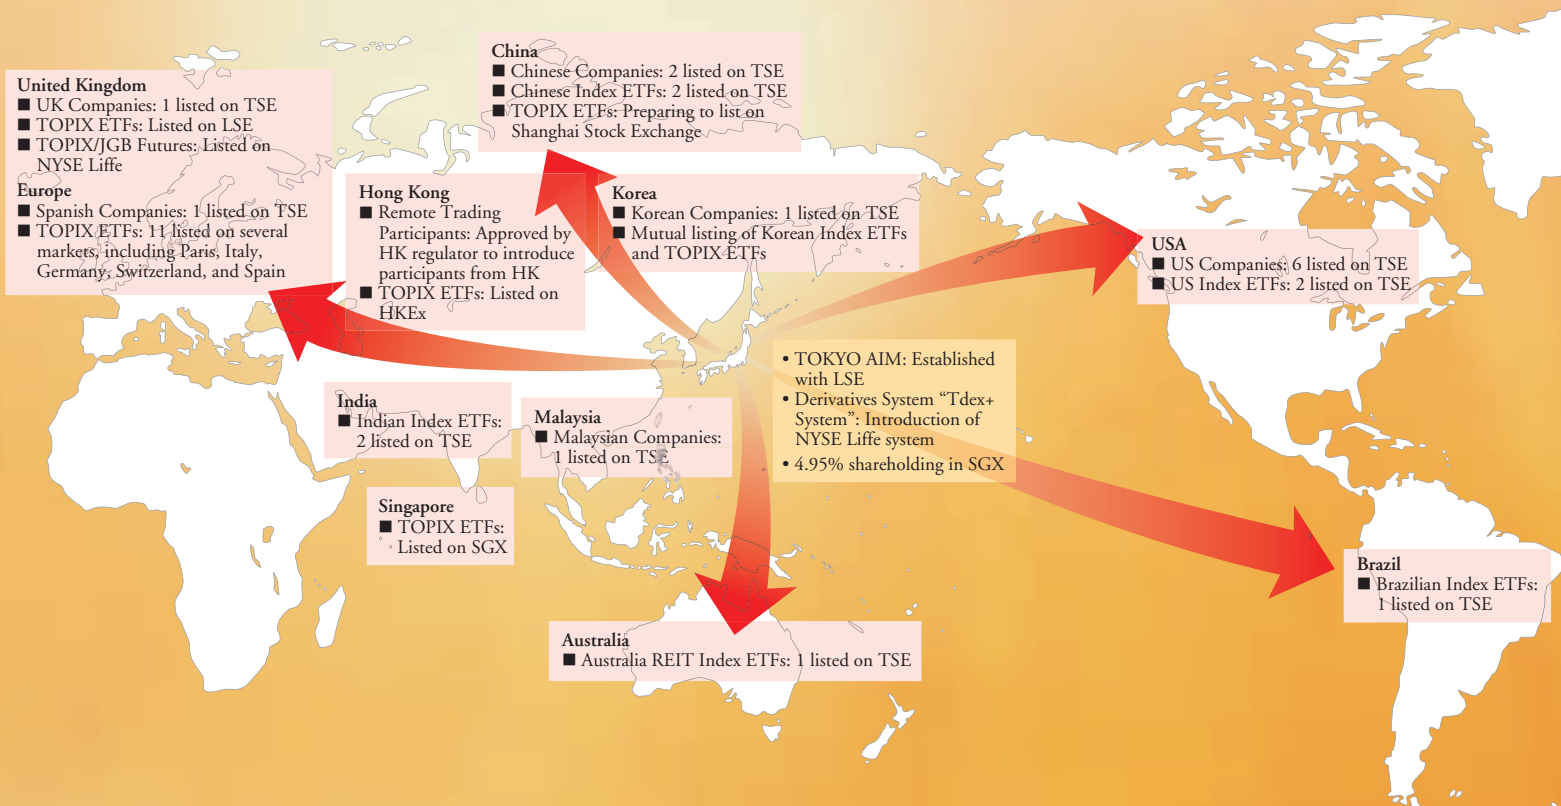 United Kingdom
■ UK Companies: 1 listed on TSE
■ TOPIX ETFs: Listed on LSE
■ TOPIX/JGB Futures: Listed on
NYSE Liffe
Europe
■ Spanish Companies: 1 listed on TSE
■ TOPIX ETFs: 11 listed on several
markets, including Paris, Italy,
Germany, Switzerland, and Spain
China
■ Chinese Companies: 2 listed on TSE
■ Chinese Index ETFs: 2 listed on TSE
■ TOPIX ETFs: Preparing to list on
Shanghai Stock Exchange
Hong Kong
■ Remote Trading
Participants: Approved by
HK regulator to introduce
participants from HK
■ TOPIX ETFs: Listed on
HKEx
Korea
■ Korean Companies: 1 listed on TSE
■ Mutual listing of Korean Index ETFs
and TOPIX ETFs
USA
■ US Companies: 6 listed on TSE
■ US Index ETFs: 2 listed on TSE
• TOKYO AIM: Established
with LSE
• Derivatives System “Tdex+
System”: Introduction of
NYSE Liffe system
• 4.95% shareholding in SGX
India
■ Indian Index ETFs:
2 listed on TSE
Malaysia
■ Malaysian Companies:
1 listed on TSE
Singapore
■ TOPIX ETFs:
Listed on SGX
Brazil
■ Brazilian Index ETFs:
1 listed on TSE
Australia
■ Australia REIT Index ETFs: 1 listed on TSE